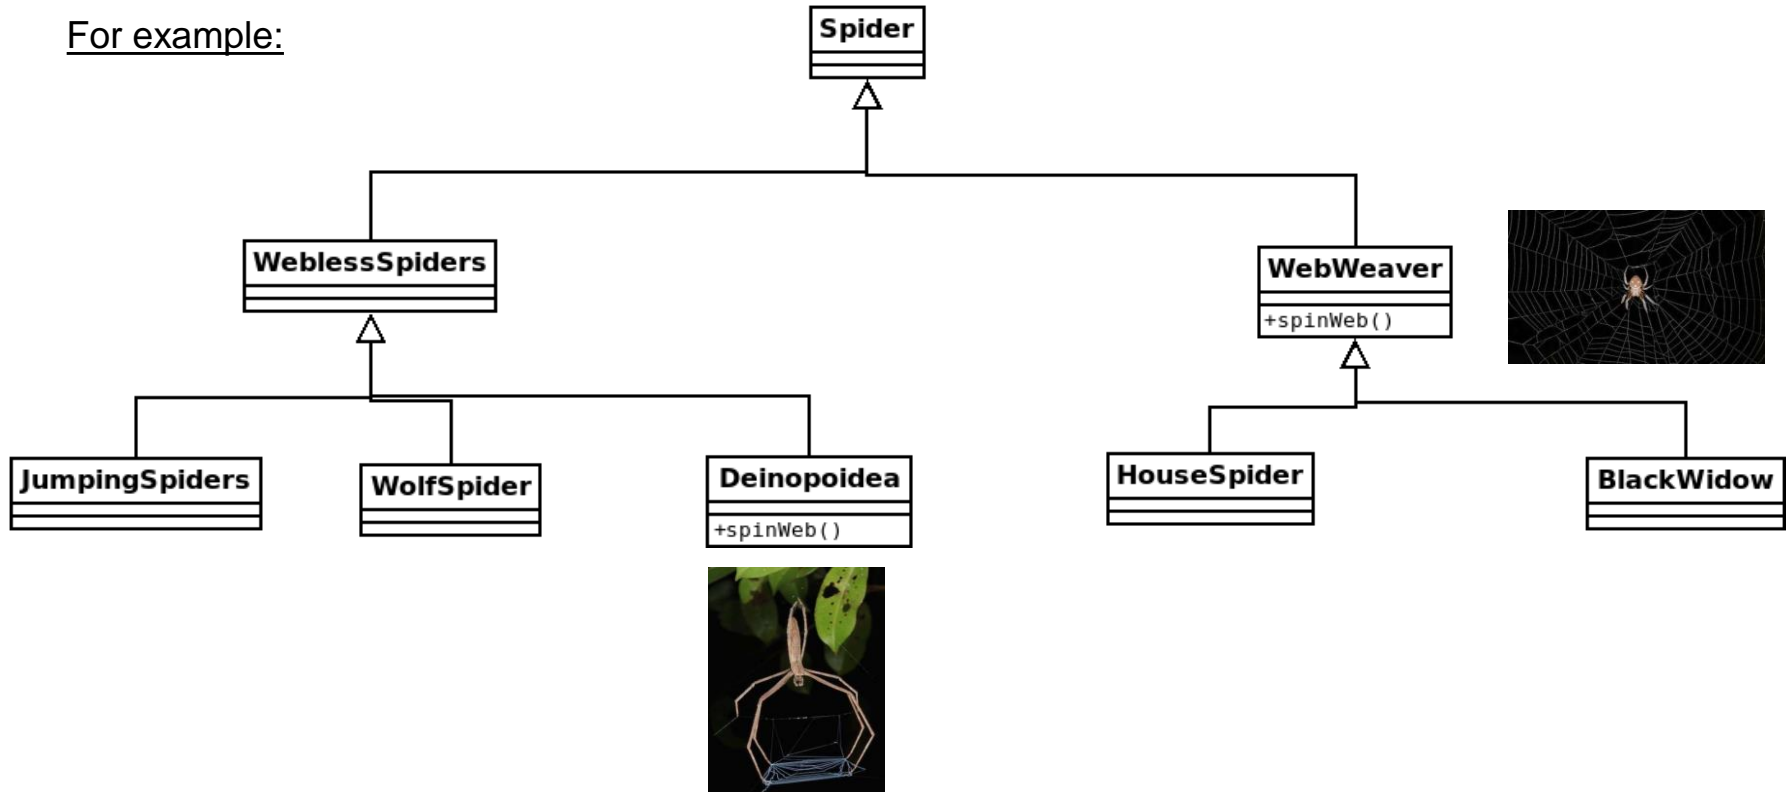 For example:
Spider
WeblessSpiders
WebWeaver
+spinWeb()
JumpingSpiders
WolfSpider
Deinopoidea
+spinWeb()
HouseSpider
BlackWidow